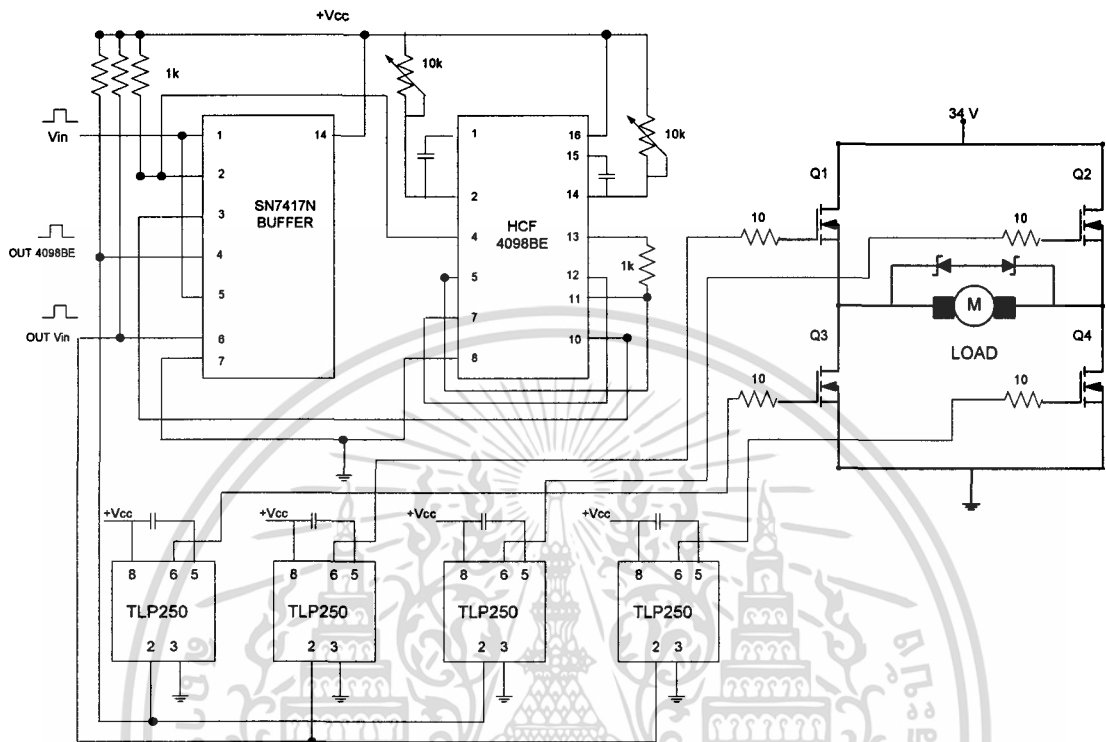 +Vcc
1k
10k
10k
34 V
Vin
1
2
3
4
5
6
7
14
SN7417N
BUFFER
OUT 4098BE
OUT Vin
1
2
4
5
7
8
16
15
14
13
12
11
10
HCF
4098BE
1k
Q1
Q2
10
10
M
LOAD
Q3
Q4
10
10
+Vcc
8
6
5
TLP250
2
3
+Vcc
8
6
5
TLP250
2
3
+Vcc
8
6
5
TLP250
2
3
+Vcc
8
6
5
TLP250
2
3